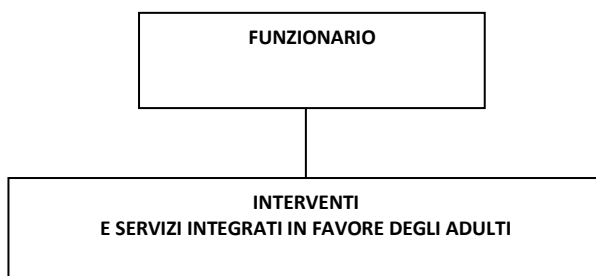 FUNZIONARIO
INTERVENTI
E SERVIZI INTEGRATI IN FAVORE DEGLI ADULTI